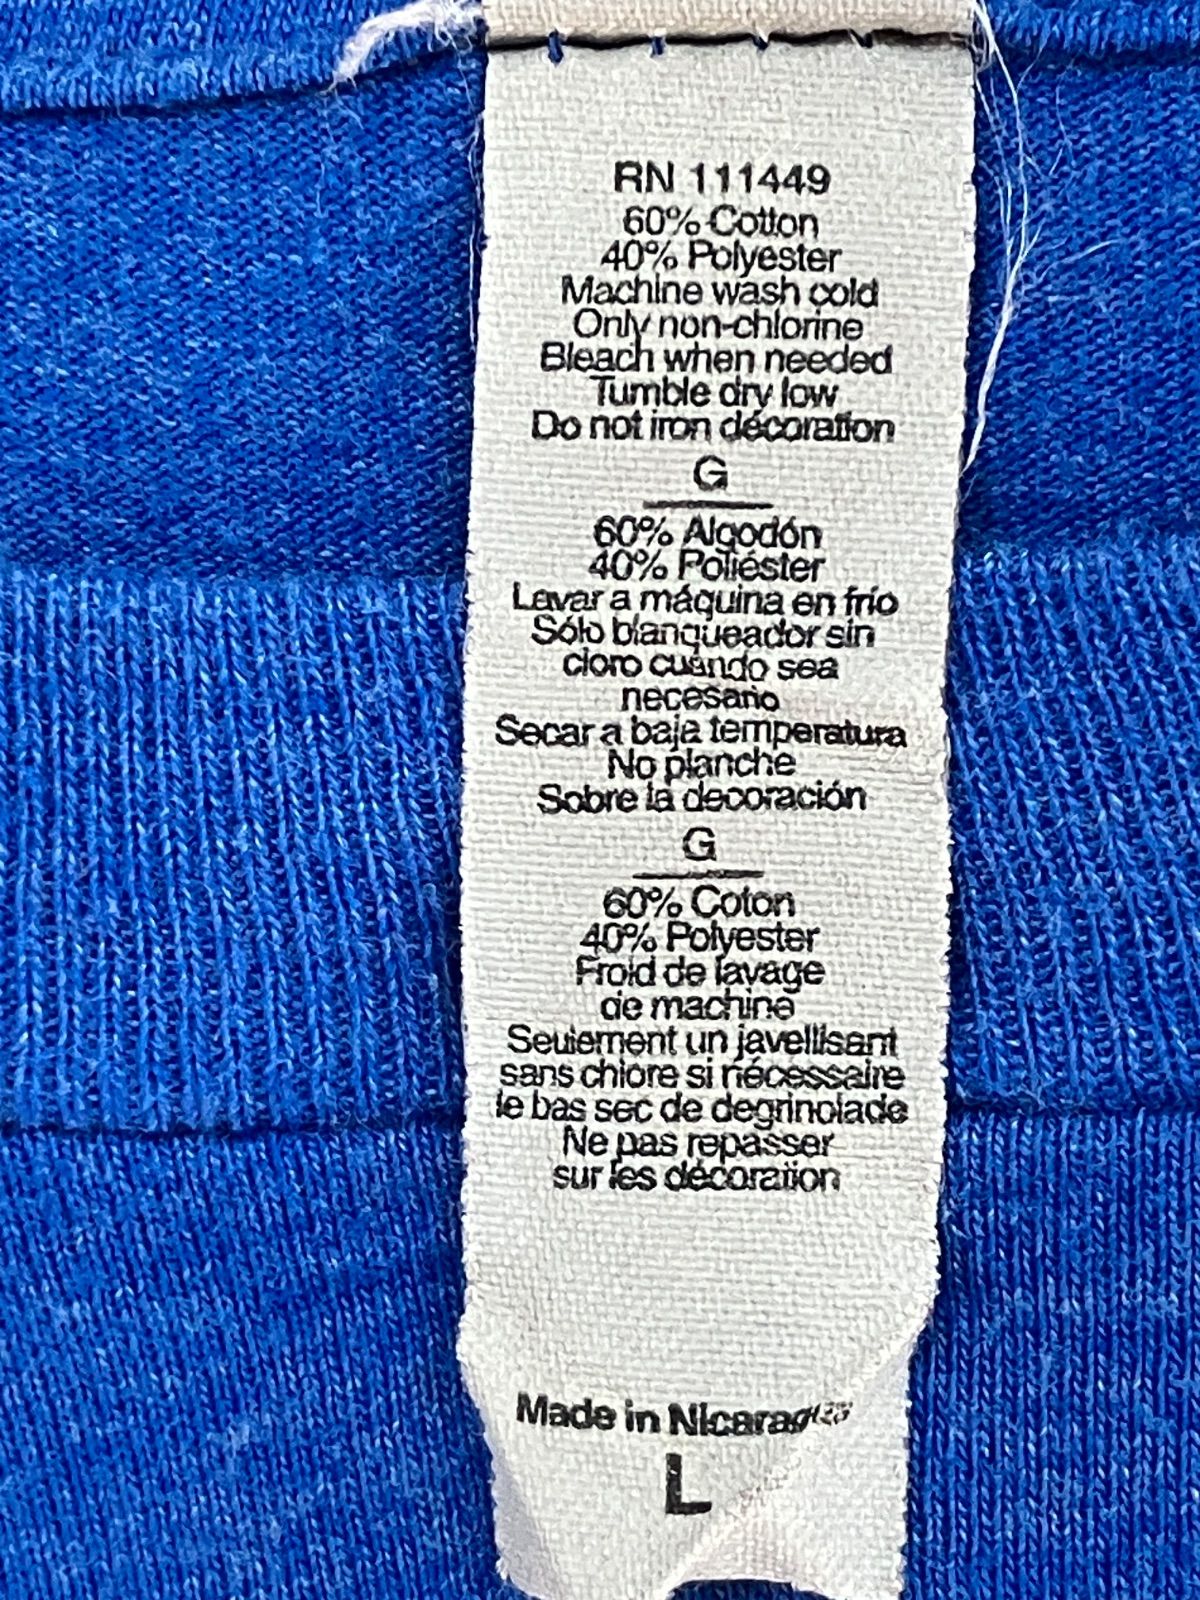 RN 111449
60% Cotton
40% Polyester
Machine wash cold
Only non-chlorine
Bleach when needed
Tumble dry low
Do not iron décoration
G
60% Algodón
40% Poliéster
Lavar a máquina en frío
Sólo blanqueador sin
cloro cuándo sea
necesario
Secar a baja temperatura
No planche
Sobre la decoración
G
60% Coton
40% Polyester
Froid de lavage
de machine
Seulement un javellisant
sans chlore si nécessaire
le bas sec de degringolade
Ne pas repasser
sur les décoration
Made in Nicaragua
L